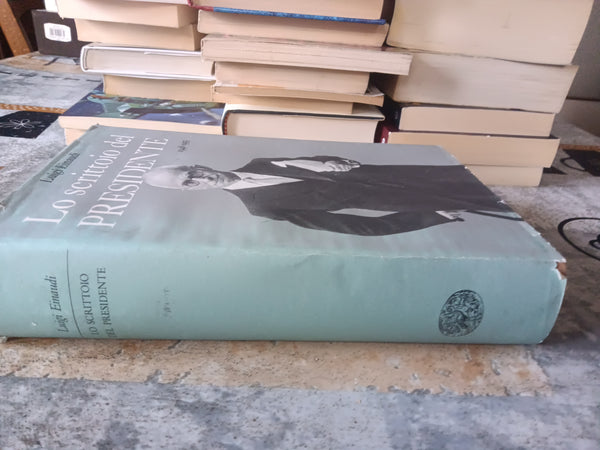 Luigi Einaudi
Lo scrittoio del
PRESIDENTE
Luigi Einaudi
LO SCRITTOIO
DEL PRESIDENTE